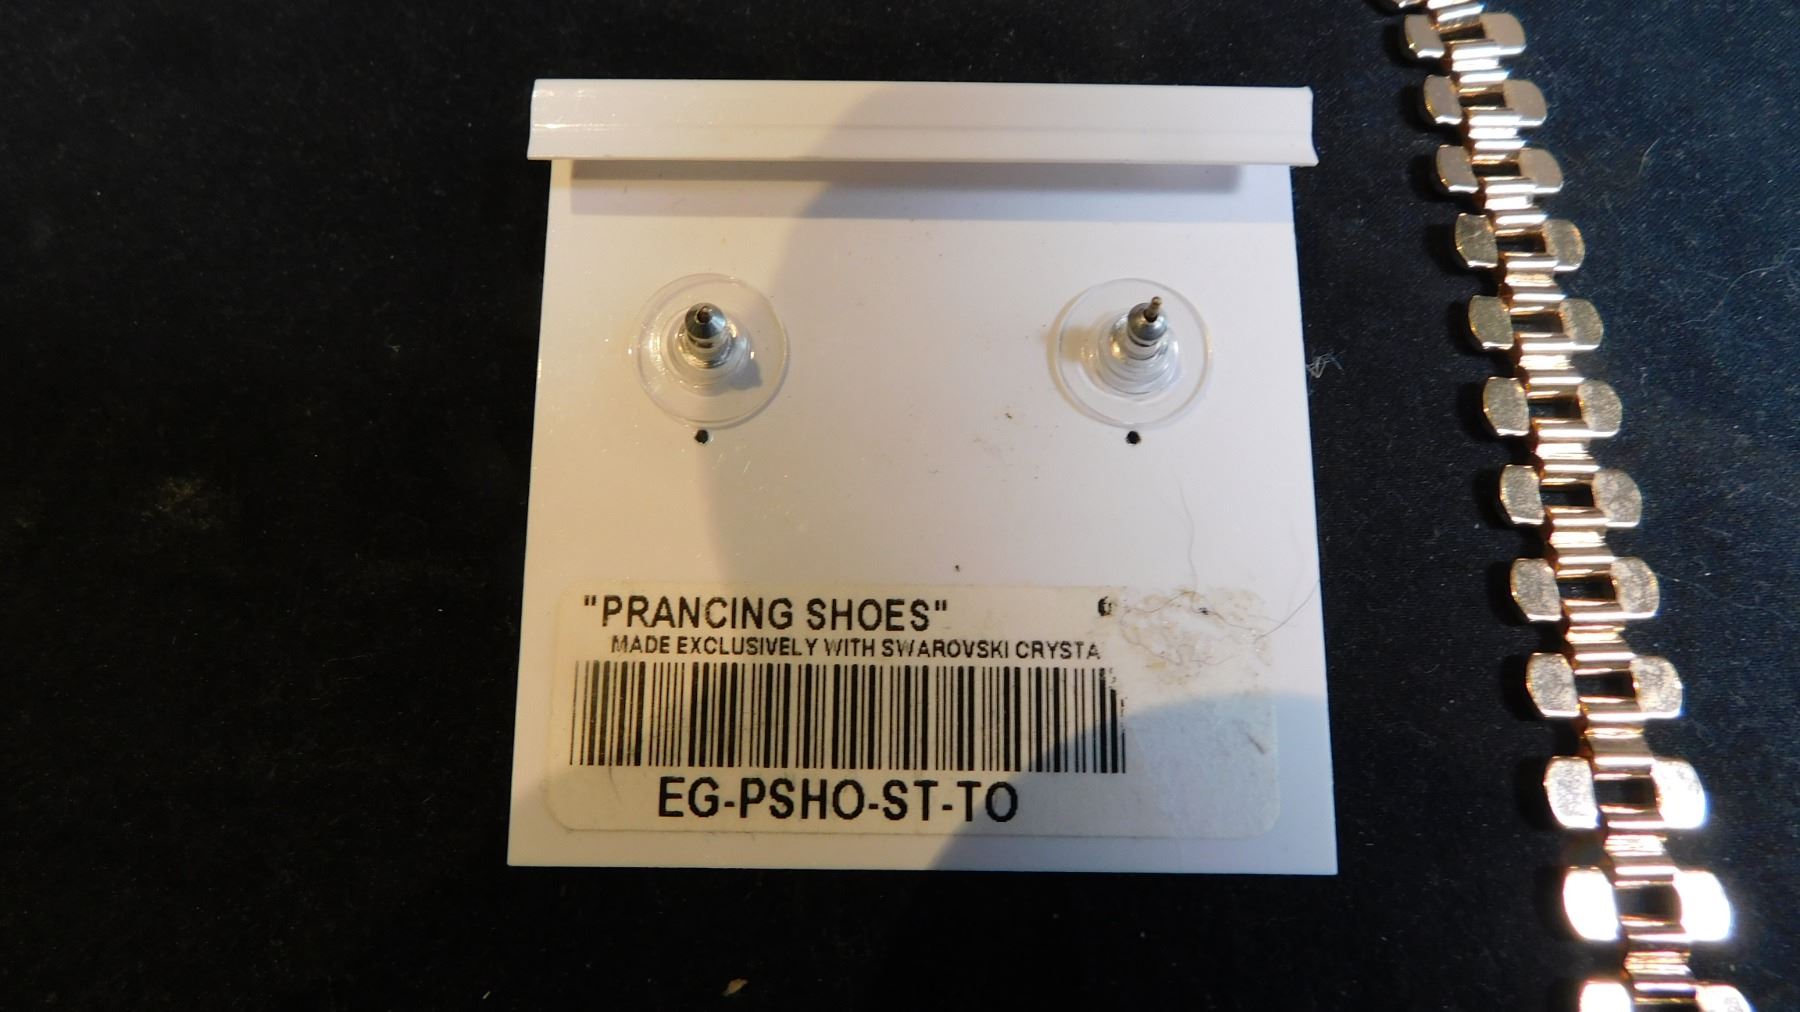 "PRANCING SHOES"
MADE EXCLUSIVELY WITH SWAROVSKI CRYSTA
EG-PSHO-ST-TO